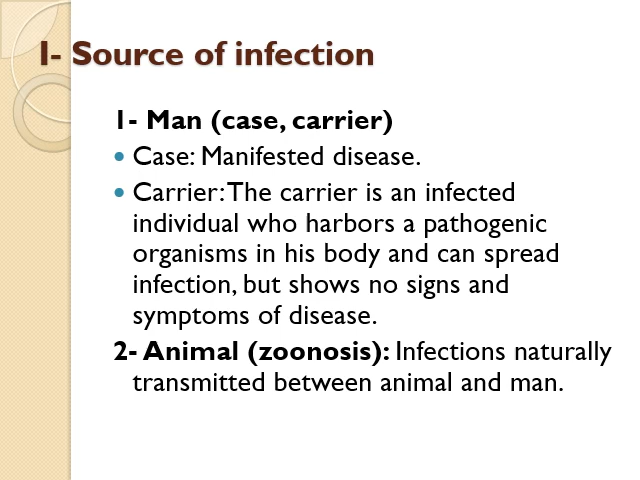 I- Source of infection
1- Man (case, carrier)
• Case: Manifested disease.
• Carrier: The carrier is an infected
individual who harbors a pathogenic
organisms in his body and can spread
infection, but shows no signs and
symptoms of disease.
2- Animal (zoonosis): Infections naturally
transmitted between animal and man.